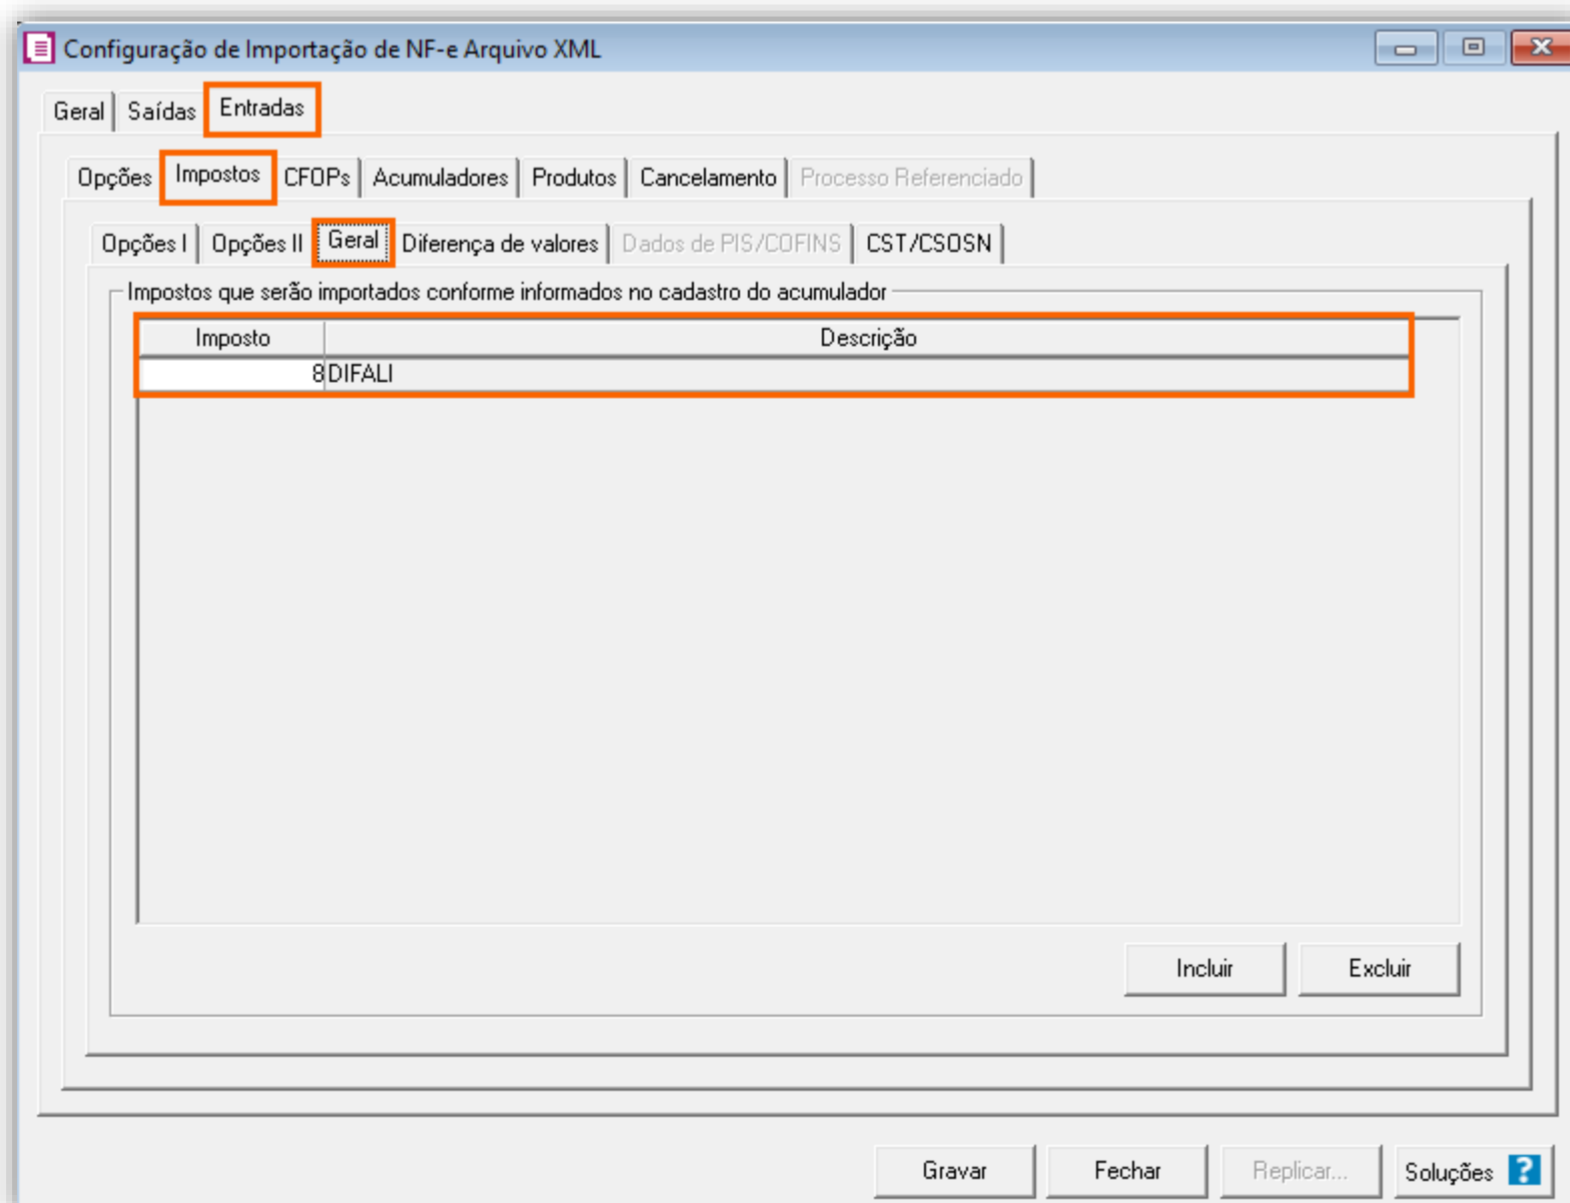 Configuração de Importação de NF-e Arquivo XML
Geral Saídas Entradas
Opções Impostos CFOPs Acumuladores Produtos Cancelamento Processo Referenciado
Opções I Opções II Geral Diferença de valores Dados de PIS/COFINS CST/CSOSN
Impostos que serão importados conforme informados no cadastro do acumulador
Imposto Descrição
8 DIFALI
Incluir Excluir
Gravar Fechar Replicar... Soluções ?